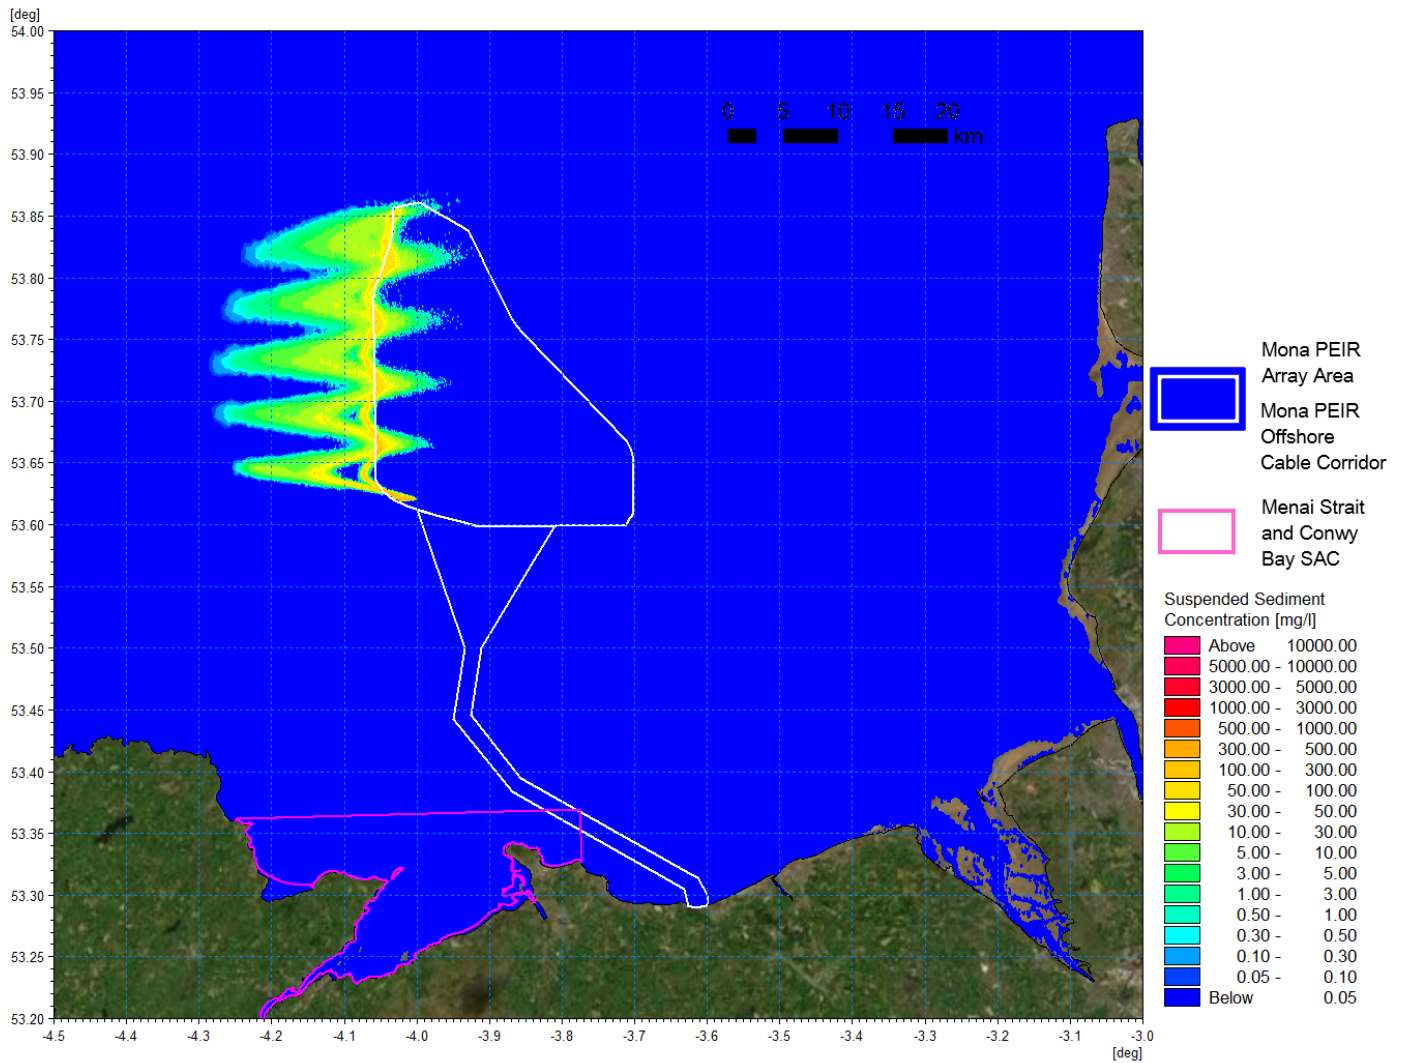 [deg]
54.00
53.95
53.90
53.85
53.80
53.75
53.70
53.65
53.60
53.55
53.50
53.45
53.40
53.35
53.30
53.25
53.20
-4.5 -4.4 -4.3 -4.2 -4.1 -4.0 -3.9 -3.8 -3.7 -3.6 -3.5 -3.4 -3.3 -3.2 -3.1 -3.0
[deg]
0 5 10 15 20
km
Mona PEIR
Array Area
Mona PEIR
Offshore
Cable Corridor
Menai Strait
and Conwy
Bay SAC
Suspended Sediment
Concentration [mg/l]
Above 10000.00
5000.00 - 10000.00
3000.00 - 5000.00
1000.00 - 3000.00
500.00 - 1000.00
300.00 - 500.00
100.00 - 300.00
50.00 - 100.00
30.00 - 50.00
10.00 - 30.00
5.00 - 10.00
3.00 - 5.00
1.00 - 3.00
0.50 - 1.00
0.30 - 0.50
0.10 - 0.30
0.05 - 0.10
Below 0.05